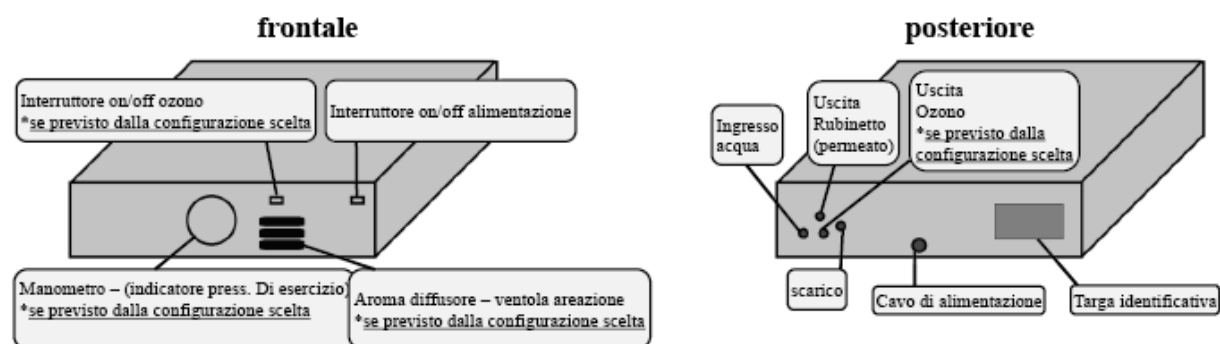 frontale
Interruttore on/off ozono
*se previsto dalla configurazione scelta
Interruttore on/off alimentazione
Manometro – (indicatore press. Di esercizio)
*se previsto dalla configurazione scelta
Aroma diffusore – ventola areazione
*se previsto dalla configurazione scelta
posteriore
Ingresso
acqua
Uscita
Rubinetto
(permeato)
Uscita
Ozono
*se previsto dalla
configurazione scelta
scarico
Cavo di alimentazione
Targa identificativa